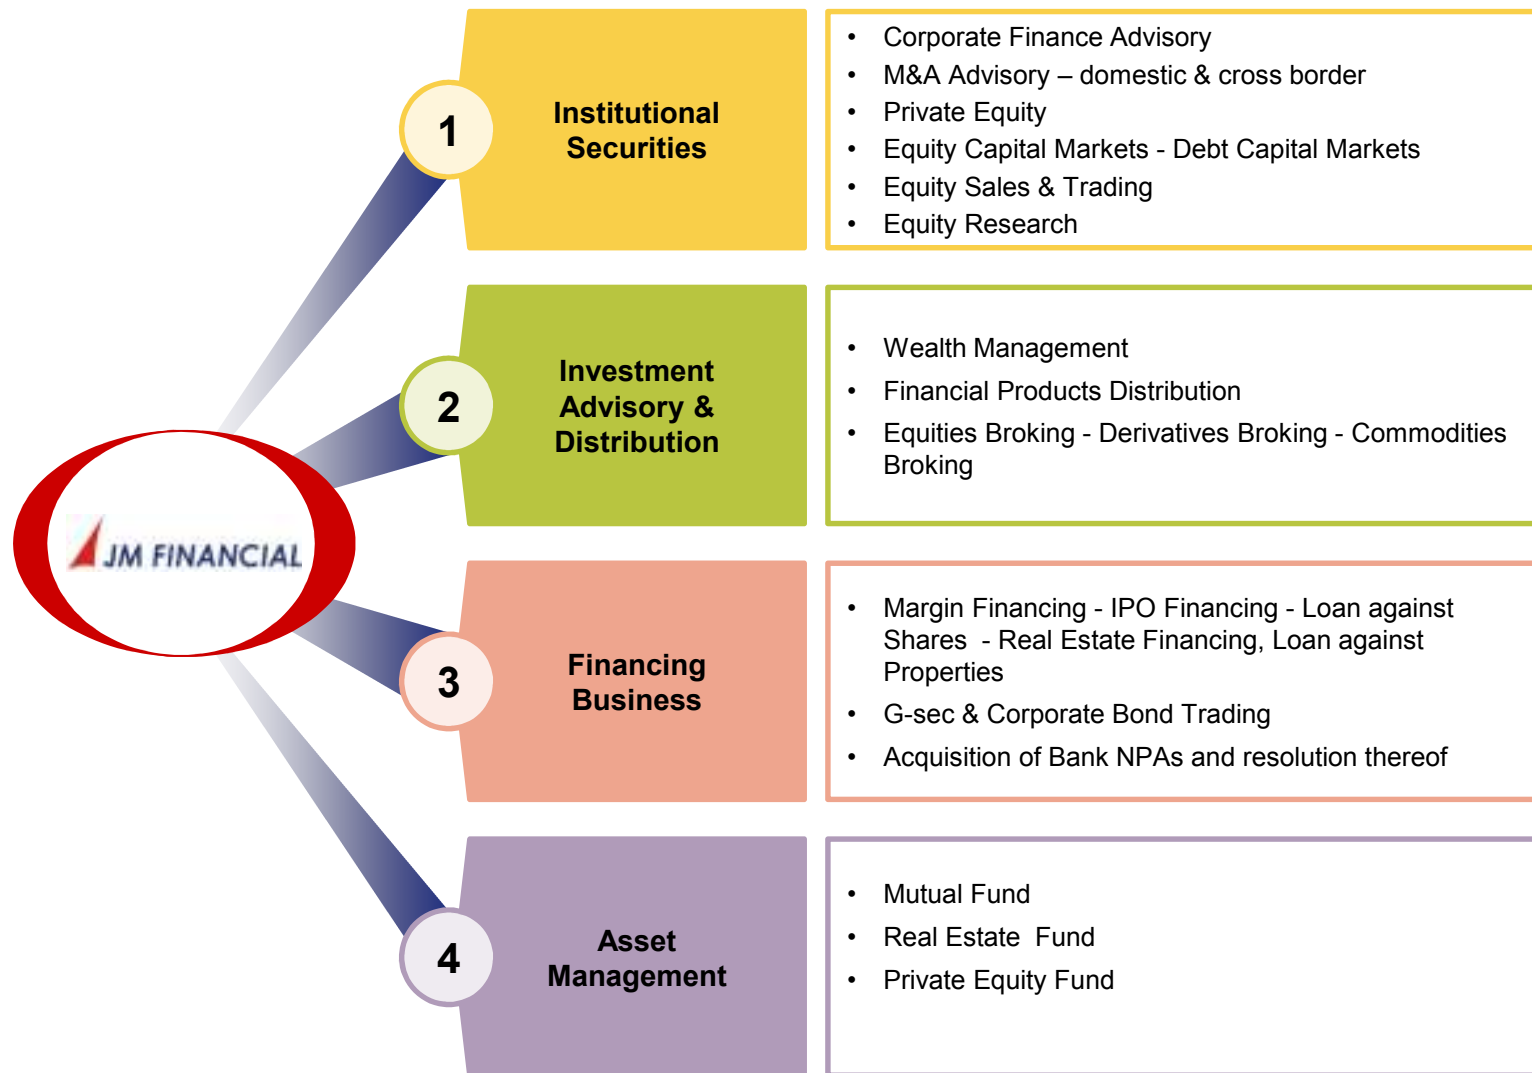 JM FINANCIAL
1
Institutional
Securities
• Corporate Finance Advisory
• M&A Advisory – domestic & cross border
• Private Equity
• Equity Capital Markets - Debt Capital Markets
• Equity Sales & Trading
• Equity Research
2
Investment
Advisory &
Distribution
• Wealth Management
• Financial Products Distribution
• Equities Broking - Derivatives Broking - Commodities
Broking
3
Financing
Business
• Margin Financing - IPO Financing - Loan against
Shares - Real Estate Financing, Loan against
Properties
• G-sec & Corporate Bond Trading
• Acquisition of Bank NPAs and resolution thereof
4
Asset
Management
• Mutual Fund
• Real Estate Fund
• Private Equity Fund